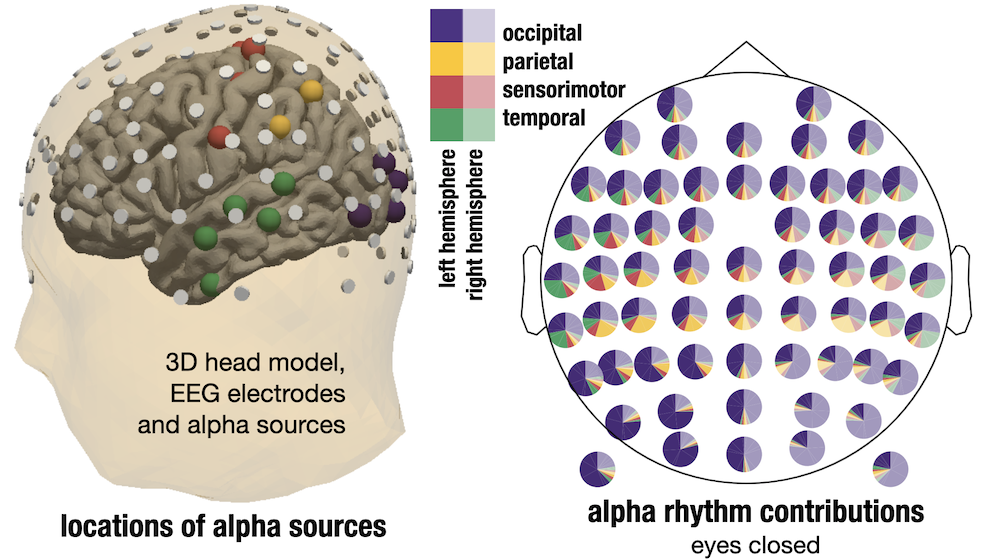 occipital
parietal
sensorimotor
temporal
left hemisphere
right hemisphere
3D head model,
EEG electrodes
and alpha sources
locations of alpha sources
alpha rhythm contributions
eyes closed